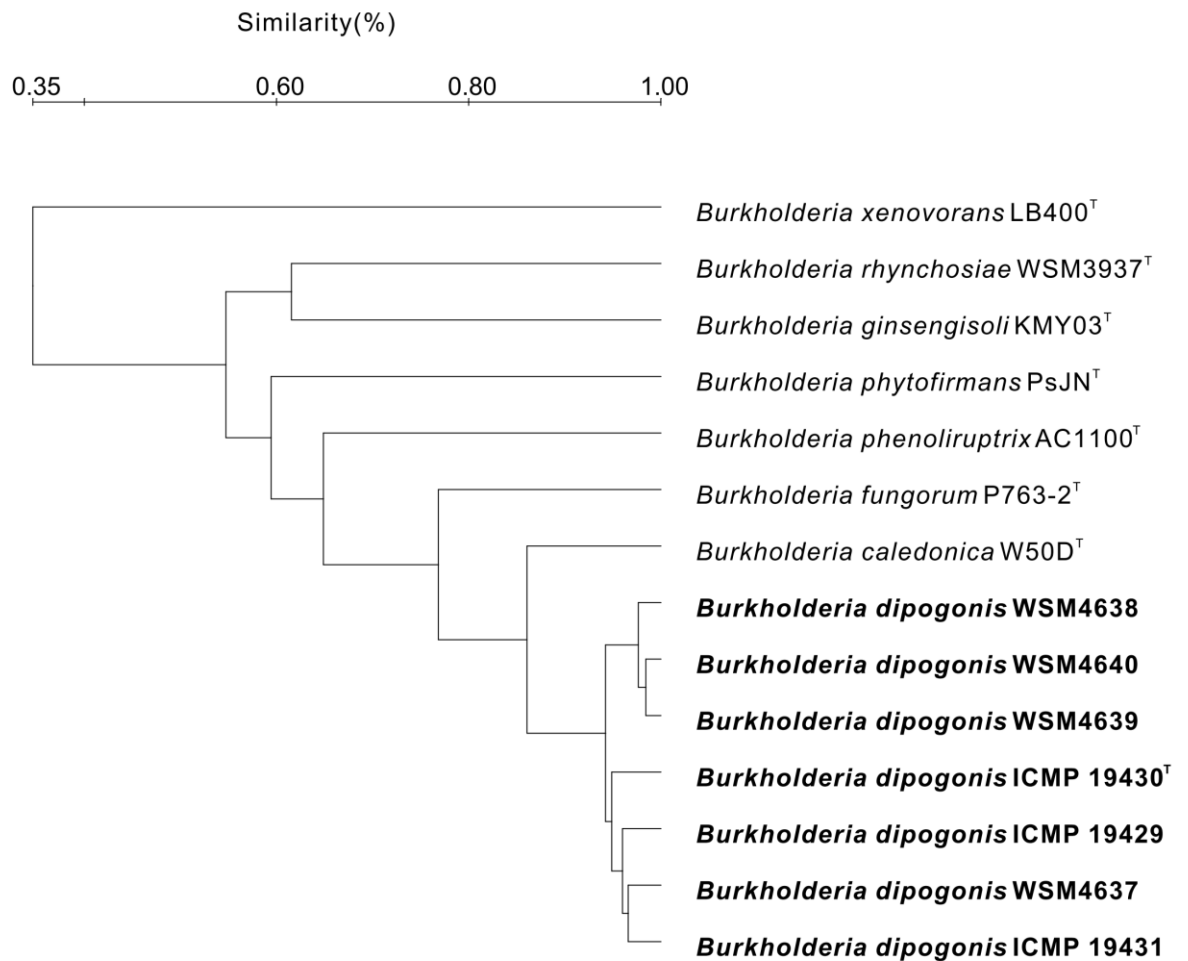 Similarity(%)
0.35 0.60 0.80 1.00
Burkholderia xenovorans LB400ᵀ
Burkholderia rhynchosiae WSM3937ᵀ
Burkholderia ginsengisoli KMY03ᵀ
Burkholderia phytofirmans PsJNᵀ
Burkholderia phenoliruptrix AC1100ᵀ
Burkholderia fungorum P763-2ᵀ
Burkholderia caledonica W50Dᵀ
Burkholderia dipogonis WSM4638
Burkholderia dipogonis WSM4640
Burkholderia dipogonis WSM4639
Burkholderia dipogonis ICMP 19430ᵀ
Burkholderia dipogonis ICMP 19429
Burkholderia dipogonis WSM4637
Burkholderia dipogonis ICMP 19431